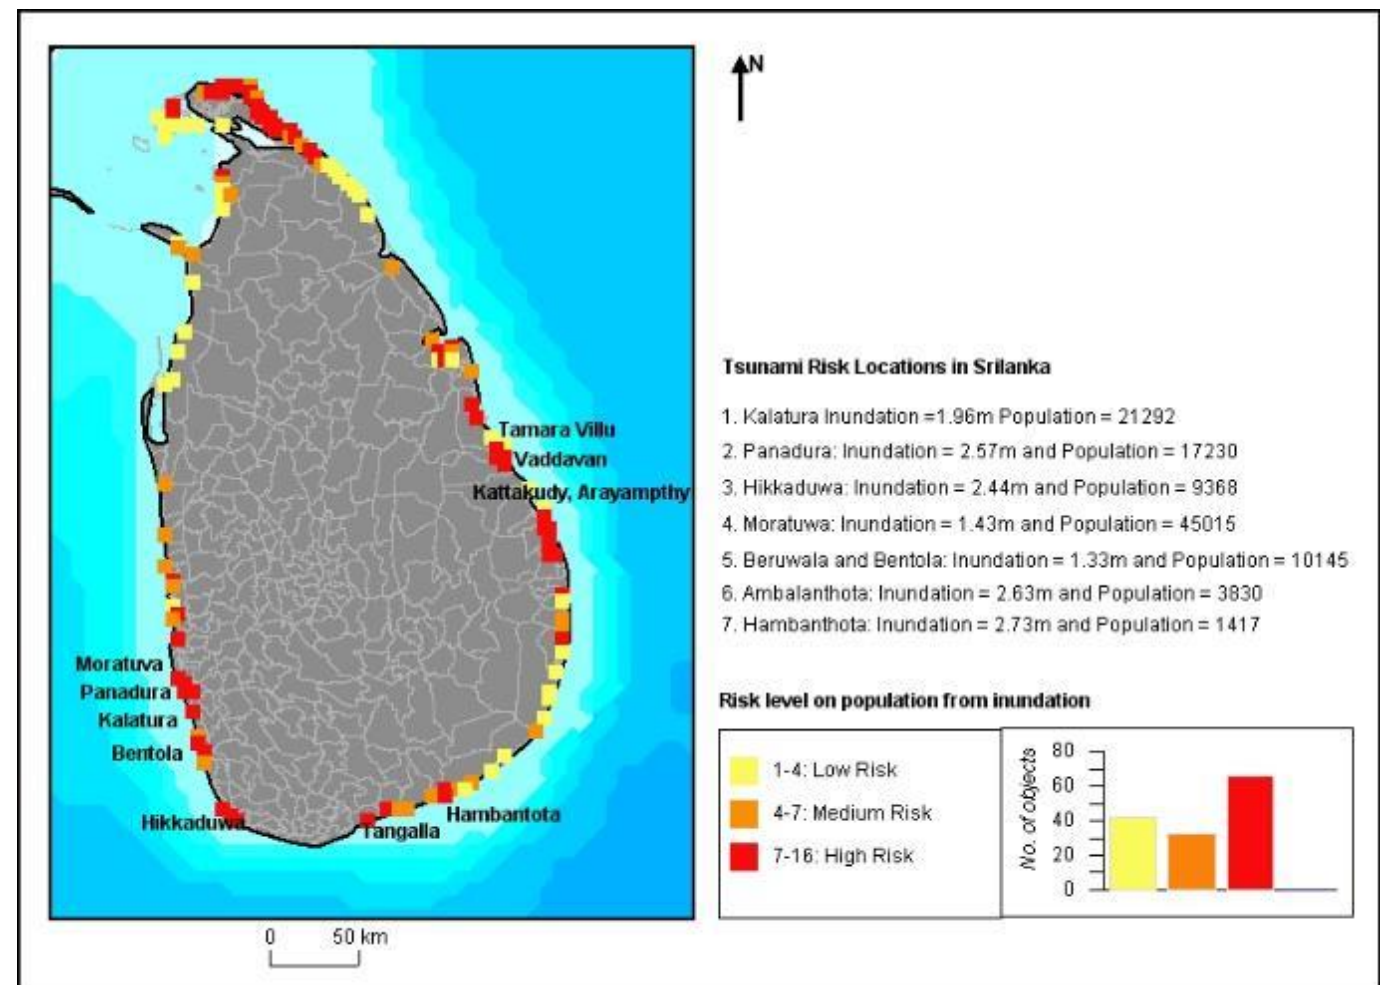 N
Tsunami Risk Locations in Srilanka
1. Kalatura Inundation =1.96m Population = 21292
2. Panadura: Inundation = 2.57m and Population = 17230
3. Hikkaduwa: Inundation = 2.44m and Population = 9368
4. Moratuwa: Inundation = 1.43m and Population = 45015
5. Beruwala and Bentola: Inundation = 1.33m and Population = 10145
6. Ambalanthota: Inundation = 2.63m and Population = 3830
7. Hambanthota: Inundation = 2.73m and Population = 1417
Tamara Villu
Vaddavan
Kattakudy, Arayampthy
Moratuva
Panadura
Kalatura
Bentola
Hikkaduwa
Tangalla
Hambantota
0 50 km
Risk level on population from inundation
1-4: Low Risk
4-7: Medium Risk
7-16: High Risk
No. of objects
80
60
40
20
0